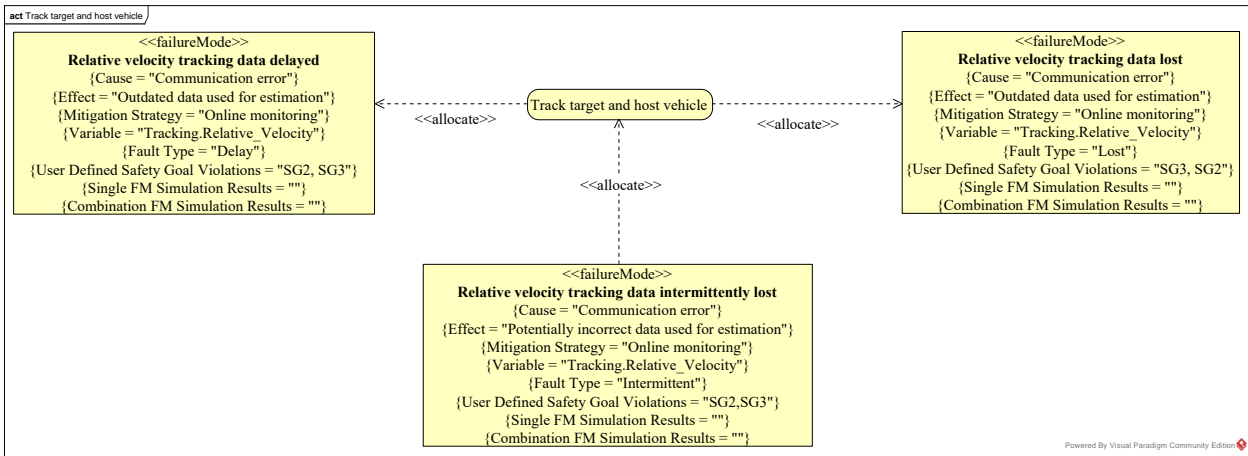 act Track target and host vehicle
<<failureMode>>
Relative velocity tracking data delayed
{Cause = "Communication error"}
{Effect = "Outdated data used for estimation"}
{Mitigation Strategy = "Online monitoring"}
{Variable = "Tracking.Relative_Velocity"}
{Fault Type = "Delay"}
{User Defined Safety Goal Violations = "SG2, SG3"}
{Single FM Simulation Results = ""}
{Combination FM Simulation Results = ""}
<<allocate>>
Track target and host vehicle
<<allocate>>
<<allocate>>
<<failureMode>>
Relative velocity tracking data lost
{Cause = "Communication error"}
{Effect = "Outdated data used for estimation"}
{Mitigation Strategy = "Online monitoring"}
{Variable = "Tracking.Relative_Velocity"}
{Fault Type = "Lost"}
{User Defined Safety Goal Violations = "SG3, SG2"}
{Single FM Simulation Results = ""}
{Combination FM Simulation Results = ""}
<<failureMode>>
Relative velocity tracking data intermittently lost
{Cause = "Communication error"}
{Effect = "Potentially incorrect data used for estimation"}
{Mitigation Strategy = "Online monitoring"}
{Variable = "Tracking.Relative_Velocity"}
{Fault Type = "Intermittent"}
{User Defined Safety Goal Violations = "SG2,SG3"}
{Single FM Simulation Results = ""}
{Combination FM Simulation Results = ""}
Powered By Visual Paradigm Community Edition